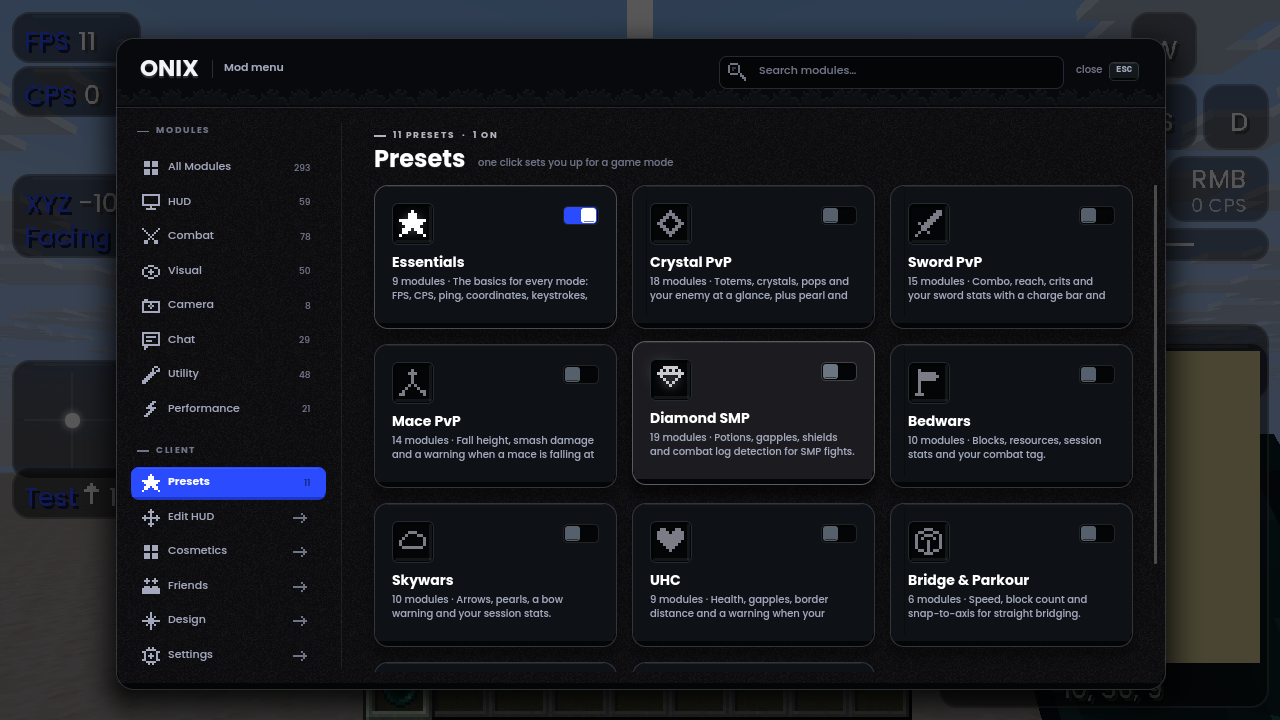 FPS 11
CPS 0
XYZ -10
Facing
Test
W
S
D
RMB
0 CPS
ONIX
Mod menu
Search modules...
close
ESC
MODULES
All Modules 293
HUD 59
Combat 78
Visual 50
Camera 8
Chat 29
Utility 48
Performance 21
CLIENT
Presets 11
Edit HUD
Cosmetics
Friends
Design
Settings
11 PRESETS · 1 ON
Presets one click sets you up for a game mode
Essentials
9 modules · The basics for every mode:
FPS, CPS, ping, coordinates, keystrokes,
Crystal PvP
18 modules · Totems, crystals, pops and
your enemy at a glance, plus pearl and
Sword PvP
15 modules · Combo, reach, crits and
your sword stats with a charge bar and
Mace PvP
14 modules · Fall height, smash damage
and a warning when a mace is falling at
Diamond SMP
19 modules · Potions, gapples, shields
and combat log detection for SMP fights.
Bedwars
10 modules · Blocks, resources, session
stats and your combat tag.
Skywars
10 modules · Arrows, pearls, a bow
warning and your session stats.
UHC
9 modules · Health, gapples, border
distance and a warning when your
Bridge & Parkour
6 modules · Speed, block count and
snap-to-axis for straight bridging.